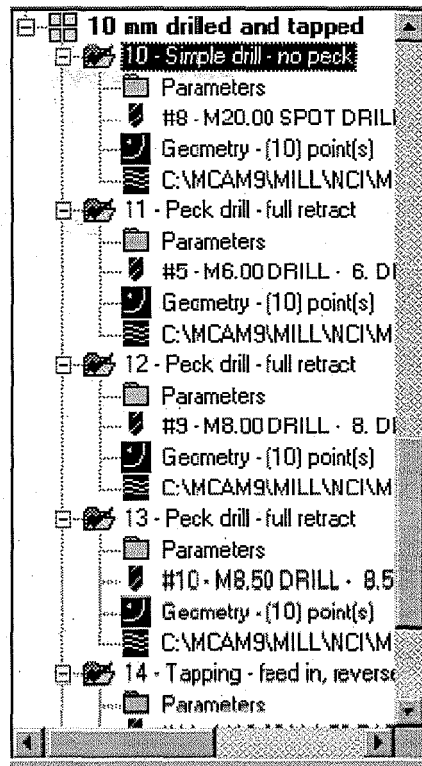 10 mm drilled and tapped
10 - Simple drill - no peck
Parameters
#8 - M20.00 SPOT DRILL
Geometry - (10) point(s)
C:\MCAM9\MILL\NCI\M
11 - Peck drill - full retract
Parameters
#5 - M6.00 DRILL - 6. DI
Geometry - (10) point(s)
C:\MCAM9\MILL\NCI\M
12 - Peck drill - full retract
Parameters
#9 - M8.00 DRILL - 8. DI
Geometry - (10) point(s)
C:\MCAM9\MILL\NCI\M
13 - Peck drill - full retract
Parameters
#10 - M8.50 DRILL - 8.5
Geometry - (10) point(s)
C:\MCAM9\MILL\NCI\M
14 - Tapping - feed in, reverse
Parameters